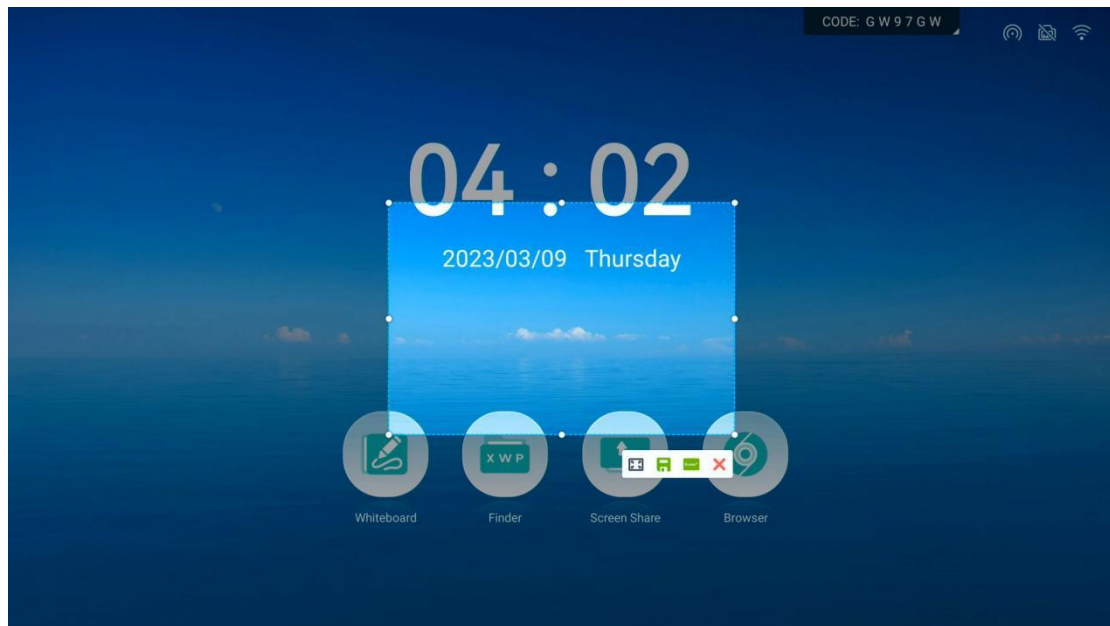 CODE: G W 9 7 G W
04 : 02
2023/03/09 Thursday
X W P
Whiteboard
Finder
Screen Share
Browser